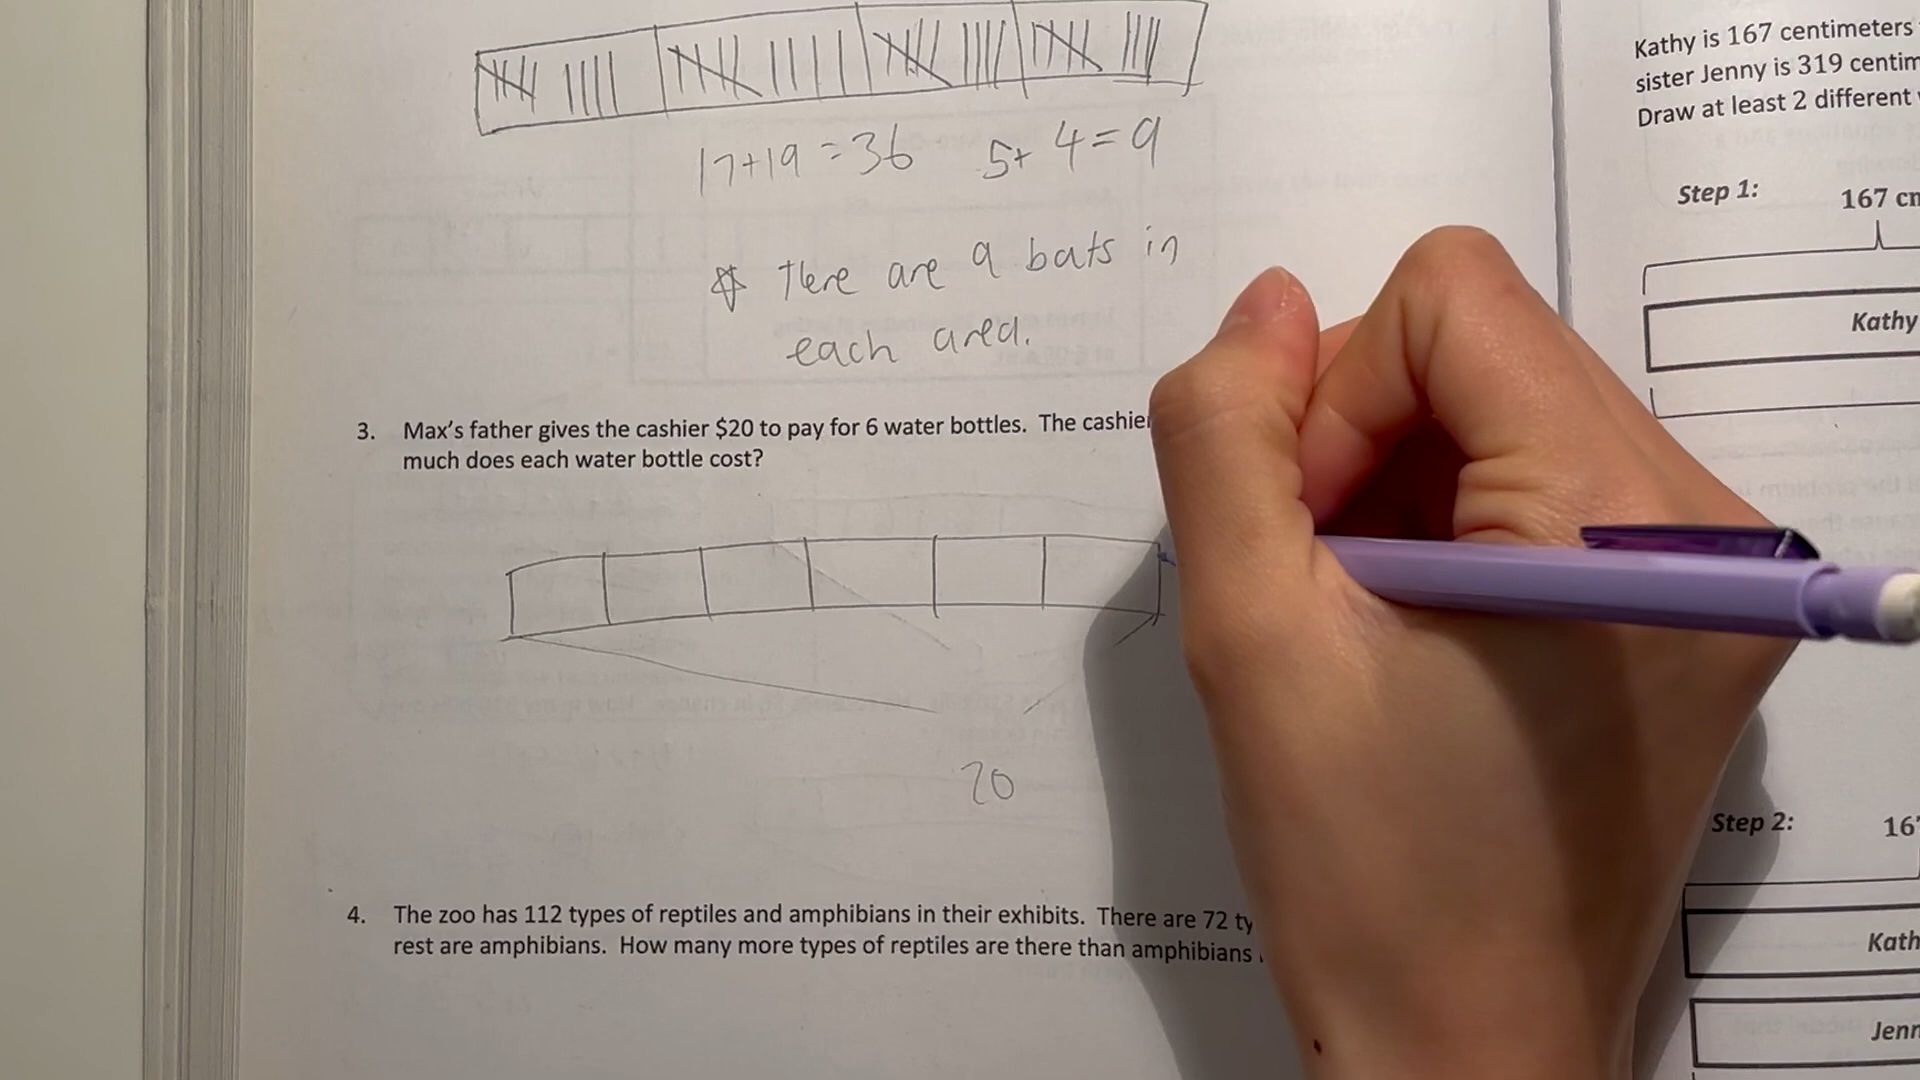 17+19=36 5+4=9
There are 9 bats in
each area.
3. Max's father gives the cashier $20 to pay for 6 water bottles. The cashier
much does each water bottle cost?
20
4. The zoo has 112 types of reptiles and amphibians in their exhibits. There are 72 ty
rest are amphibians. How many more types of reptiles are there than amphibians
Kathy is 167 centimeters
sister Jenny is 319 centim
Draw at least 2 different
Step 1: 167 cm
Kathy
Step 2: 167
Kath
Jenn